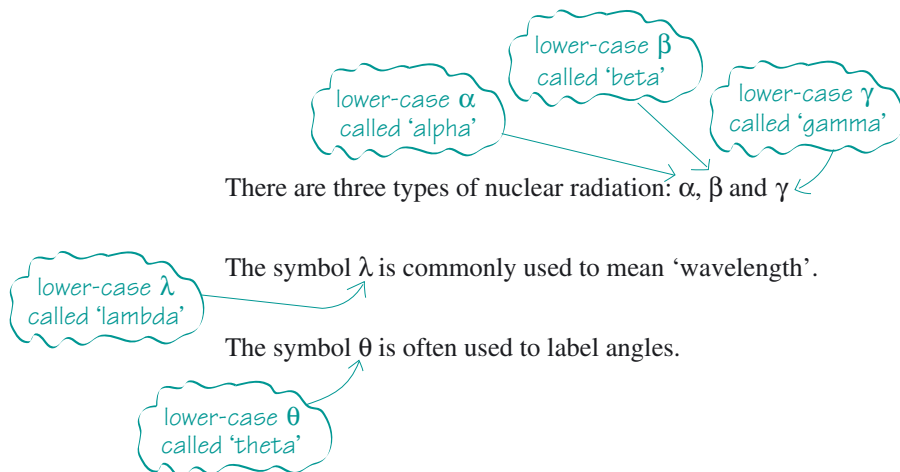 lower-case β
called 'beta'
lower-case α
called 'alpha'
lower-case γ
called 'gamma'
There are three types of nuclear radiation: α, β and γ
The symbol λ is commonly used to mean 'wavelength'.
lower-case λ
called 'lambda'
The symbol θ is often used to label angles.
lower-case θ
called 'theta'